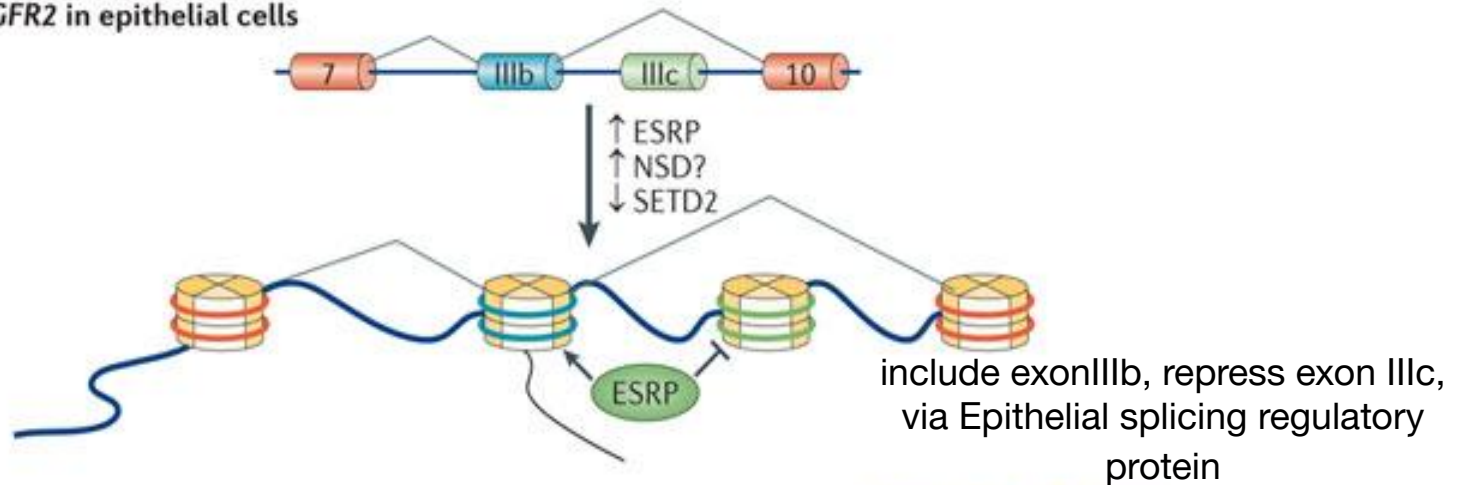 GFR2 in epithelial cells
7 IIIb IIIc 10
↑ ESRP
↑ NSD?
↓ SETD2
ESRP
include exonIIIb, repress exon IIIc,
via Epithelial splicing regulatory
protein